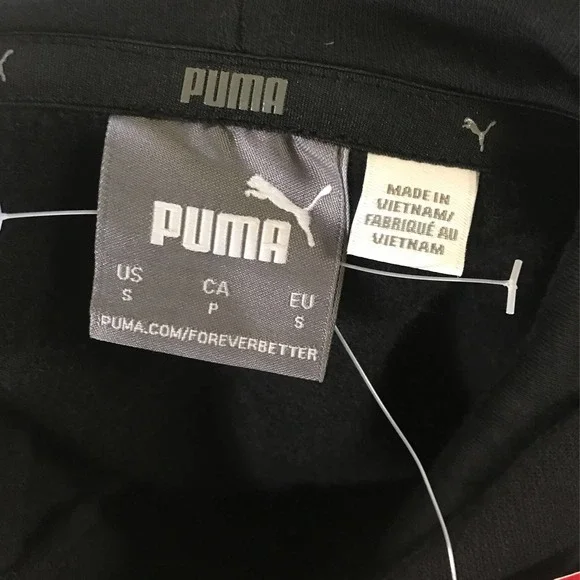 PUMA
PUMA
US CA EU
S P S
PUMA.COM/FOREVERBETTER
MADE IN
VIETNAM/
FABRIQUÉ AU
VIETNAM